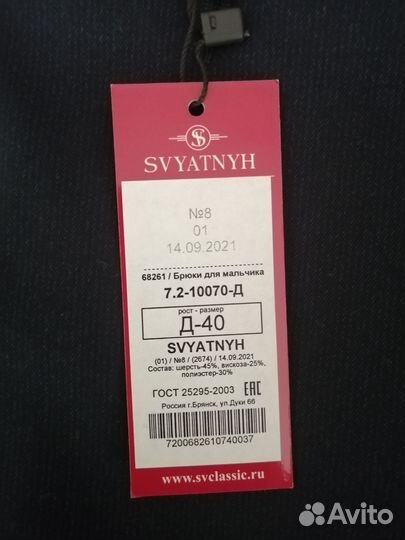 SVYATNYH
№8
01
14.09.2021
68261 / Брюки для мальчика
7.2-10070-Д
рост - размер
Д-40
SVYATNYH
(01) / №8 / (2674) / 14.09.2021
Состав: шерсть-45%, вискоза-25%,
полиэстер-30%
ГОСТ 25295-2003 EAC
Россия г.Брянск, ул.Дуки 66
7200682610740037
www.svclassic.ru
Avito